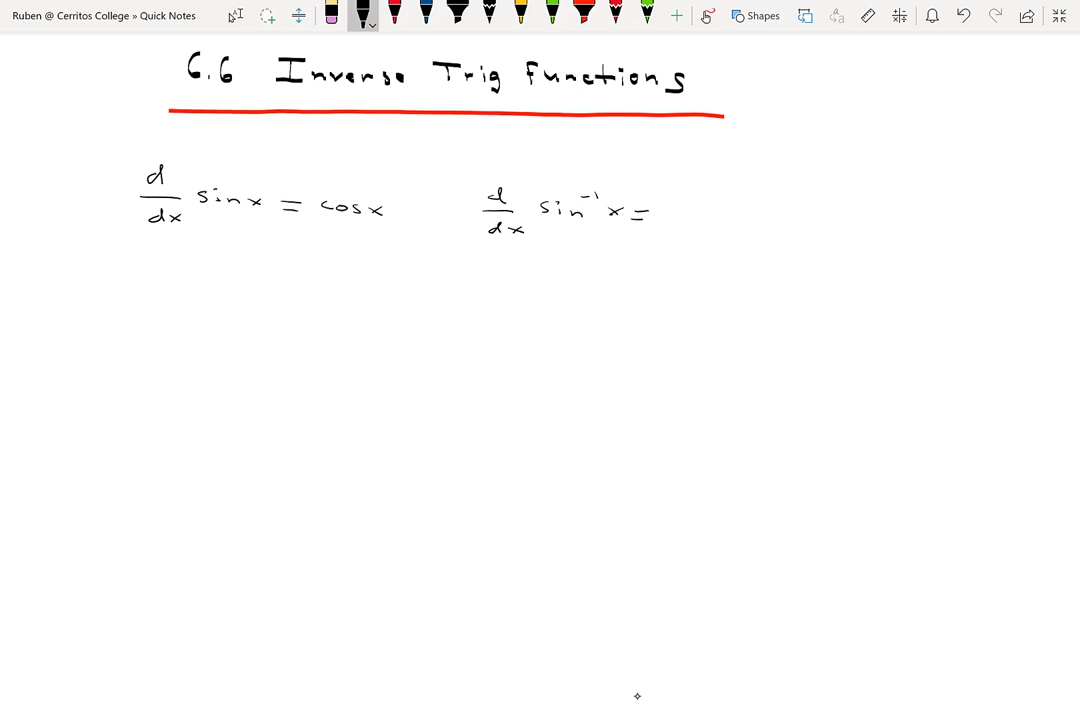 Ruben @ Cerritos College » Quick Notes
Shapes
6.6 Inverse Trig Functions
d/dx sin x = cos x
d/dx sin⁻¹ x =